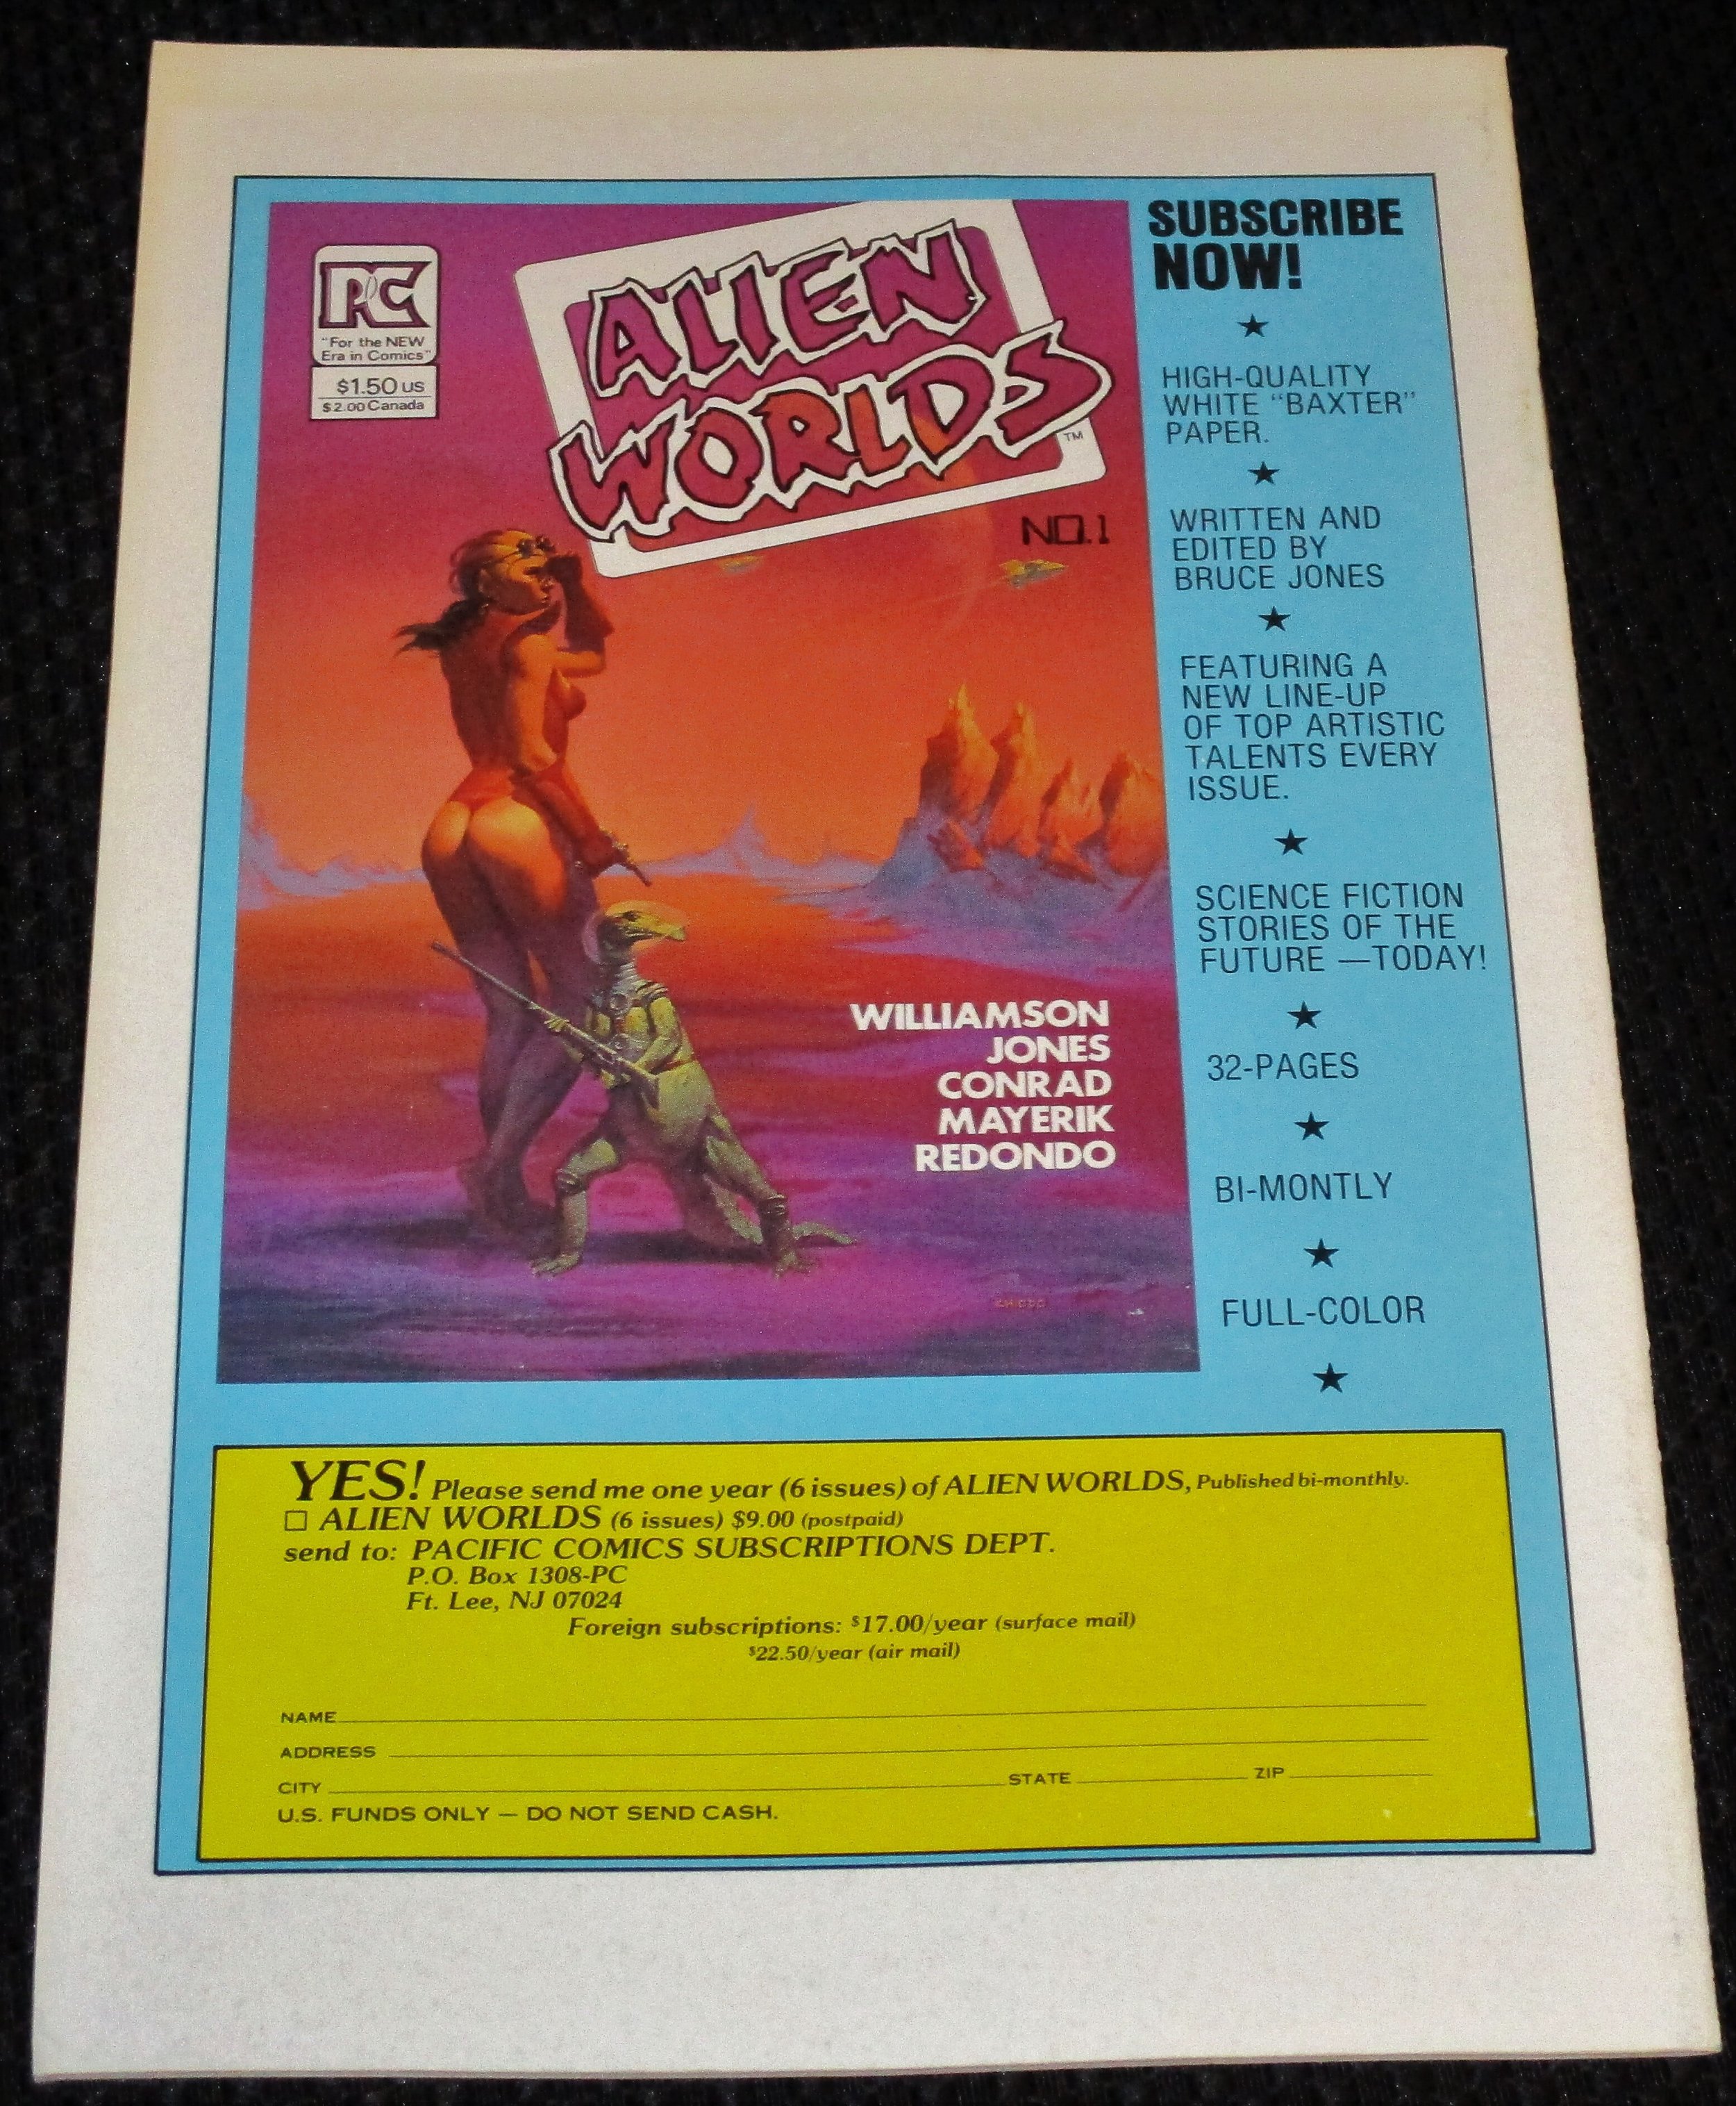 PC
"For the NEW
Era in Comics"
$1.50 US
$2.00 Canada
ALIEN
WORLDS
TM
NO.1
WILLIAMSON
JONES
CONRAD
MAYERIK
REDONDO
CHIODO
SUBSCRIBE
NOW!
HIGH-QUALITY
WHITE "BAXTER"
PAPER.
WRITTEN AND
EDITED BY
BRUCE JONES
FEATURING A
NEW LINE-UP
OF TOP ARTISTIC
TALENTS EVERY
ISSUE.
SCIENCE FICTION
STORIES OF THE
FUTURE —TODAY!
32-PAGES
BI-MONTLY
FULL-COLOR
YES! Please send me one year (6 issues) of ALIEN WORLDS, Published bi-monthly.
☐ ALIEN WORLDS (6 issues) $9.00 (postpaid)
send to: PACIFIC COMICS SUBSCRIPTIONS DEPT.
P.O. Box 1308-PC
Ft. Lee, NJ 07024
Foreign subscriptions: $17.00/year (surface mail)
$22.50/year (air mail)
NAME
ADDRESS
CITY STATE ZIP
U.S. FUNDS ONLY — DO NOT SEND CASH.